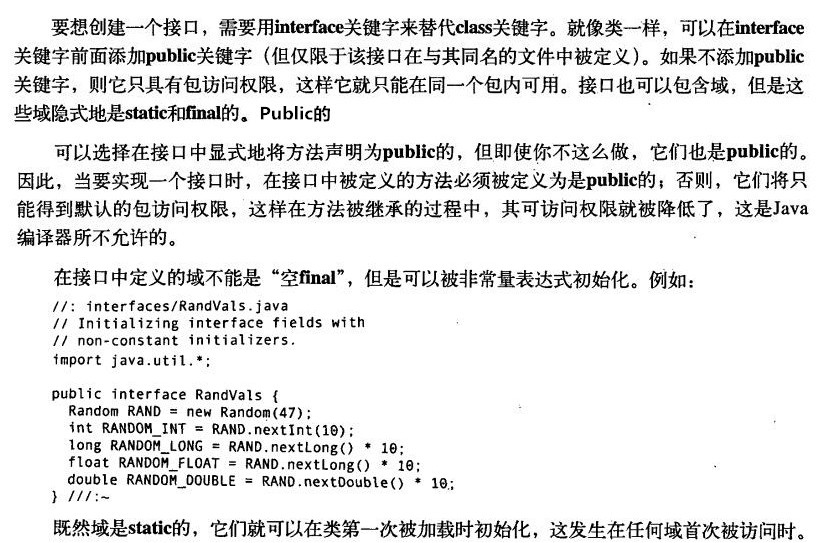 要想创建一个接口，需要用interface关键字来替代class关键字。就像类一样，可以在interface
关键字前面添加public关键字（但仅限于该接口在与其同名的文件中被定义）。如果不添加public
关键字，则它只具有包访问权限，这样它就只能在同一个包内可用。接口也可以包含域，但是这
些域隐式地是static和final的。Public的
可以选择在接口中显式地将方法声明为public的，但即使你不这么做，它们也是public的。
因此，当要实现一个接口时，在接口中被定义的方法必须被定义为是public的；否则，它们将只
能得到默认的包访问权限，这样在方法被继承的过程中，其可访问权限就被降低了，这是Java
编译器所不允许的。
在接口中定义的域不能是“空final”，但是可以被非常量表达式初始化。例如：
//: interfaces/RandVals.java
// Initializing interface fields with
// non-constant initializers.
import java.util.*;
public interface RandVals {
Random RAND = new Random(47);
int RANDOM_INT = RAND.nextInt(10);
long RANDOM_LONG = RAND.nextLong() * 10;
float RANDOM_FLOAT = RAND.nextLong() * 10;
double RANDOM_DOUBLE = RAND.nextDouble() * 10;
} ///:~
既然域是static的，它们就可以在类第一次被加载时初始化，这发生在任何域首次被访问时。